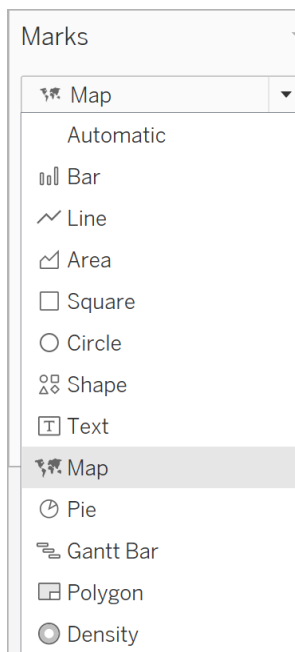 Marks
Map
Automatic
Bar
Line
Area
Square
Circle
Shape
Text
Map
Pie
Gantt Bar
Polygon
Density